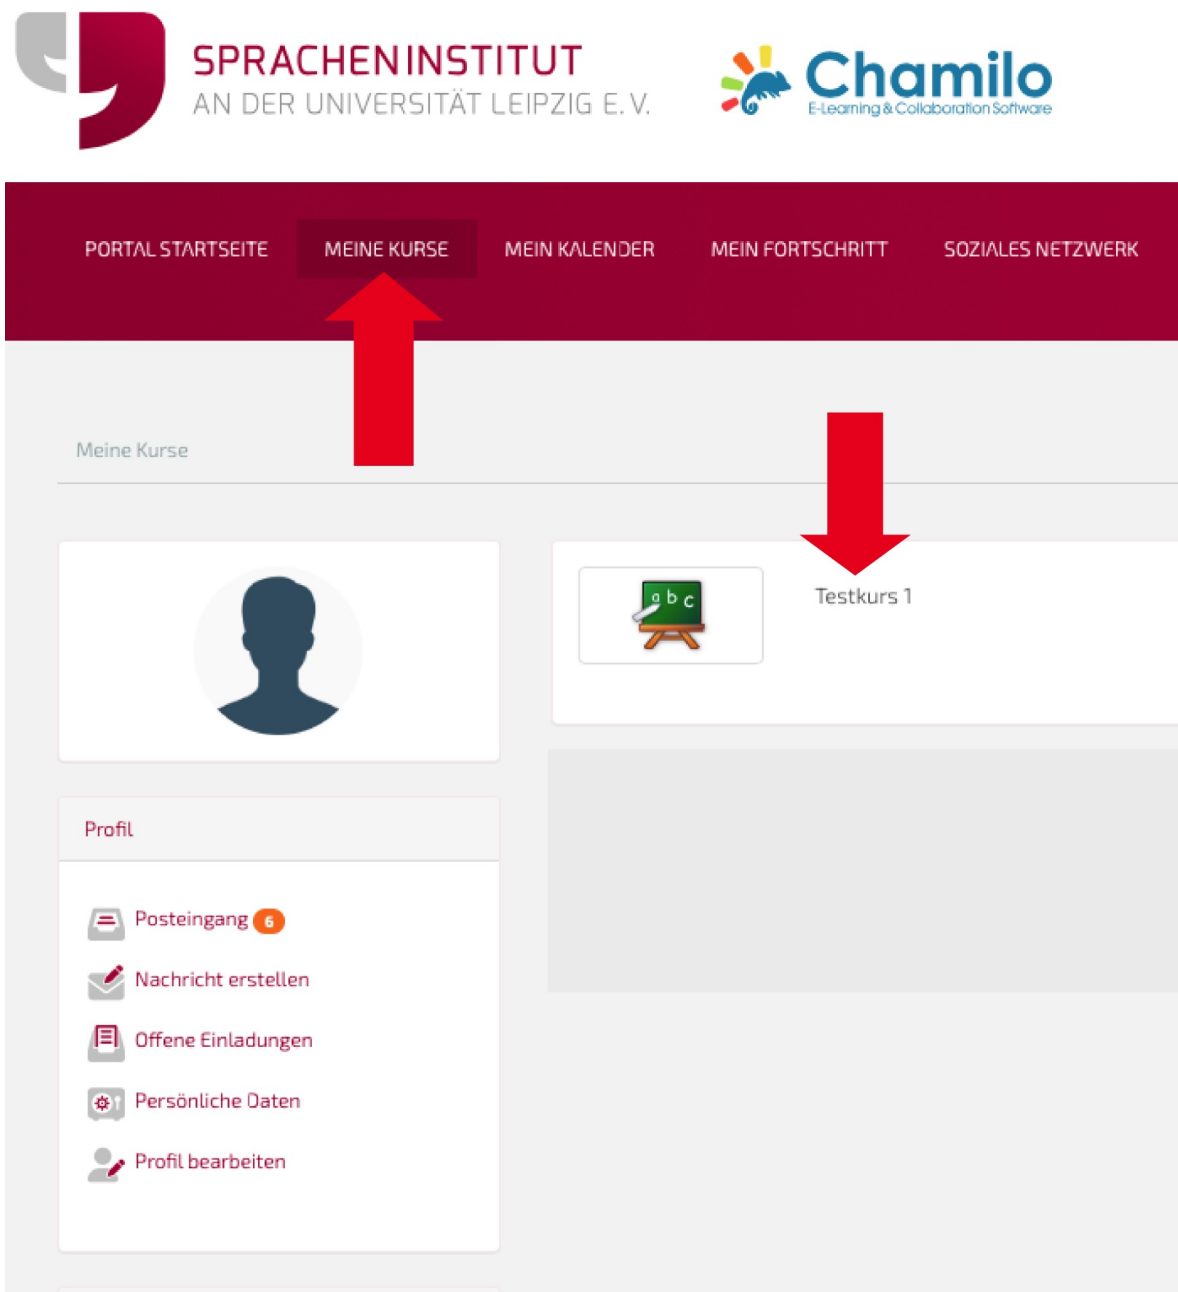 SPRACHENINSTITUT
AN DER UNIVERSITÄT LEIPZIG E. V.
Chamilo
E-Learning & Collaboration Software
PORTAL STARTSEITE MEINE KURSE MEIN KALENDER MEIN FORTSCHRITT SOZIALES NETZWERK
Meine Kurse
a b c
Testkurs 1
Profil
Posteingang 6
Nachricht erstellen
Offene Einladungen
Persönliche Daten
Profil bearbeiten